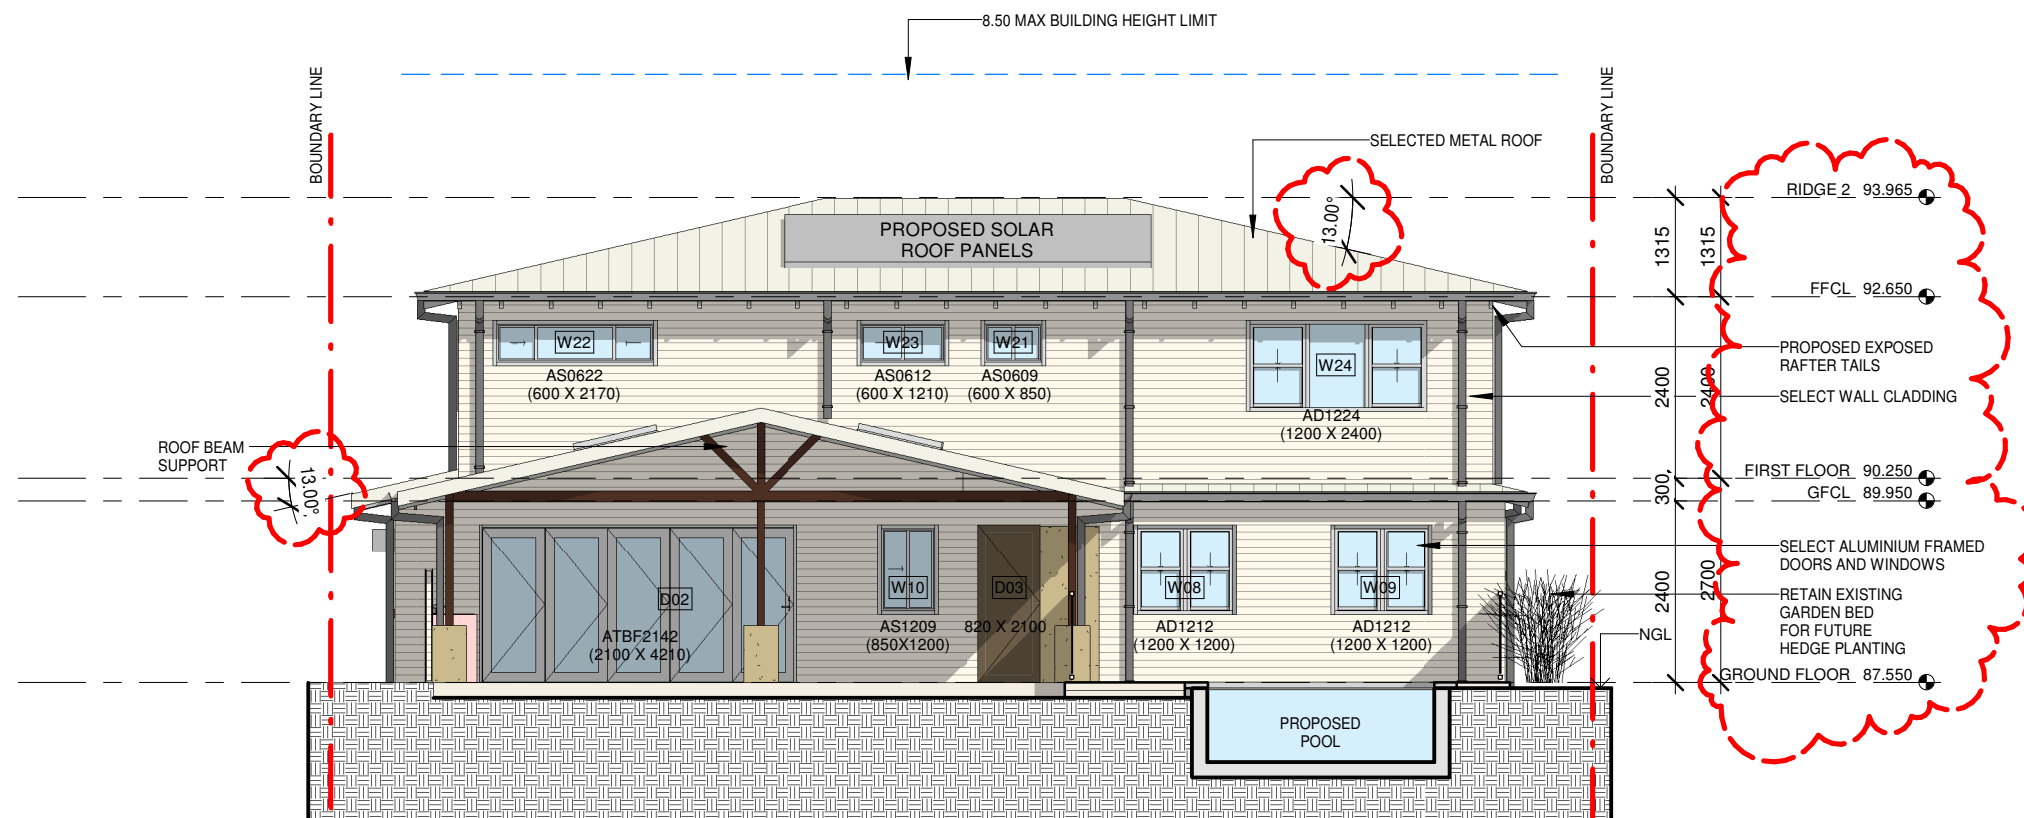 8.50 MAX BUILDING HEIGHT LIMIT
BOUNDARY LINE
BOUNDARY LINE
SELECTED METAL ROOF
13.00°
RIDGE 2 93.965
PROPOSED SOLAR
ROOF PANELS
1315
1315
FFCL 92.650
W22
W23
W21
W24
AS0622
(600 X 2170)
AS0612
(600 X 1210)
AS0609
(600 X 850)
AD1224
(1200 X 2400)
PROPOSED EXPOSED
RAFTER TAILS
SELECT WALL CLADDING
2400
2400
ROOF BEAM
SUPPORT
13.00°
FIRST FLOOR 90.250
GFCL 89.950
300
SELECT ALUMINIUM FRAMED
DOORS AND WINDOWS
D02
W10
D03
W08
W09
ATBF2142
(2100 X 4210)
AS1209
(850X1200)
820 X 2100
AD1212
(1200 X 1200)
AD1212
(1200 X 1200)
2400
2700
RETAIN EXISTING
GARDEN BED
FOR FUTURE
HEDGE PLANTING
NGL
GROUND FLOOR 87.550
PROPOSED
POOL